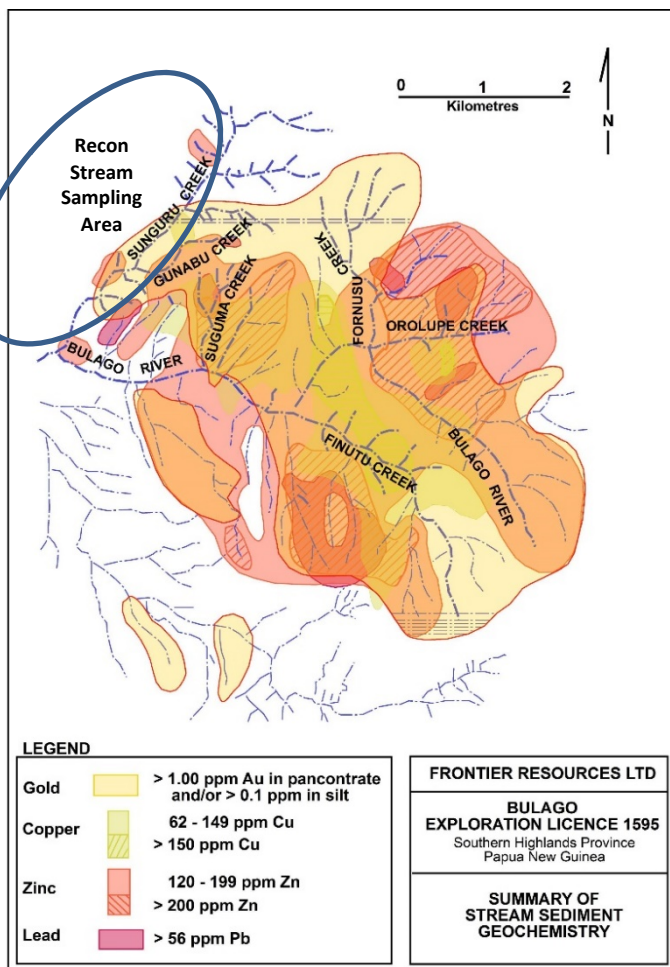 0 1 2
Kilometres
N
Recon
Stream
Sampling
Area
SUNGURU CREEK
GUNABU CREEK
SUGUMA CREEK
CREEK
FORNUSU
OROLUPE CREEK
BULAGO RIVER
FINUTU CREEK
BULAGO RIVER
LEGEND
Gold > 1.00 ppm Au in pancontrate
and/or > 0.1 ppm in silt
Copper 62 - 149 ppm Cu
> 150 ppm Cu
Zinc 120 - 199 ppm Zn
> 200 ppm Zn
Lead > 56 ppm Pb
FRONTIER RESOURCES LTD
BULAGO
EXPLORATION LICENCE 1595
Southern Highlands Province
Papua New Guinea
SUMMARY OF
STREAM SEDIMENT
GEOCHEMISTRY